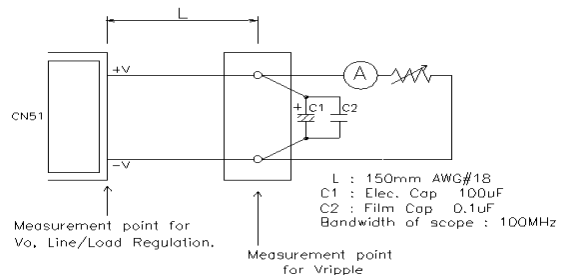 L
+V
A
CN51
+
C1
C2
-V
L : 150mm AWG#18
C1 : Elec. Cap 100uF
C2 : Film Cap 0.1uF
Bandwidth of scope : 100MHz
Measurement point for
Vo, Line/Load Regulation.
Measurement point
for Vripple